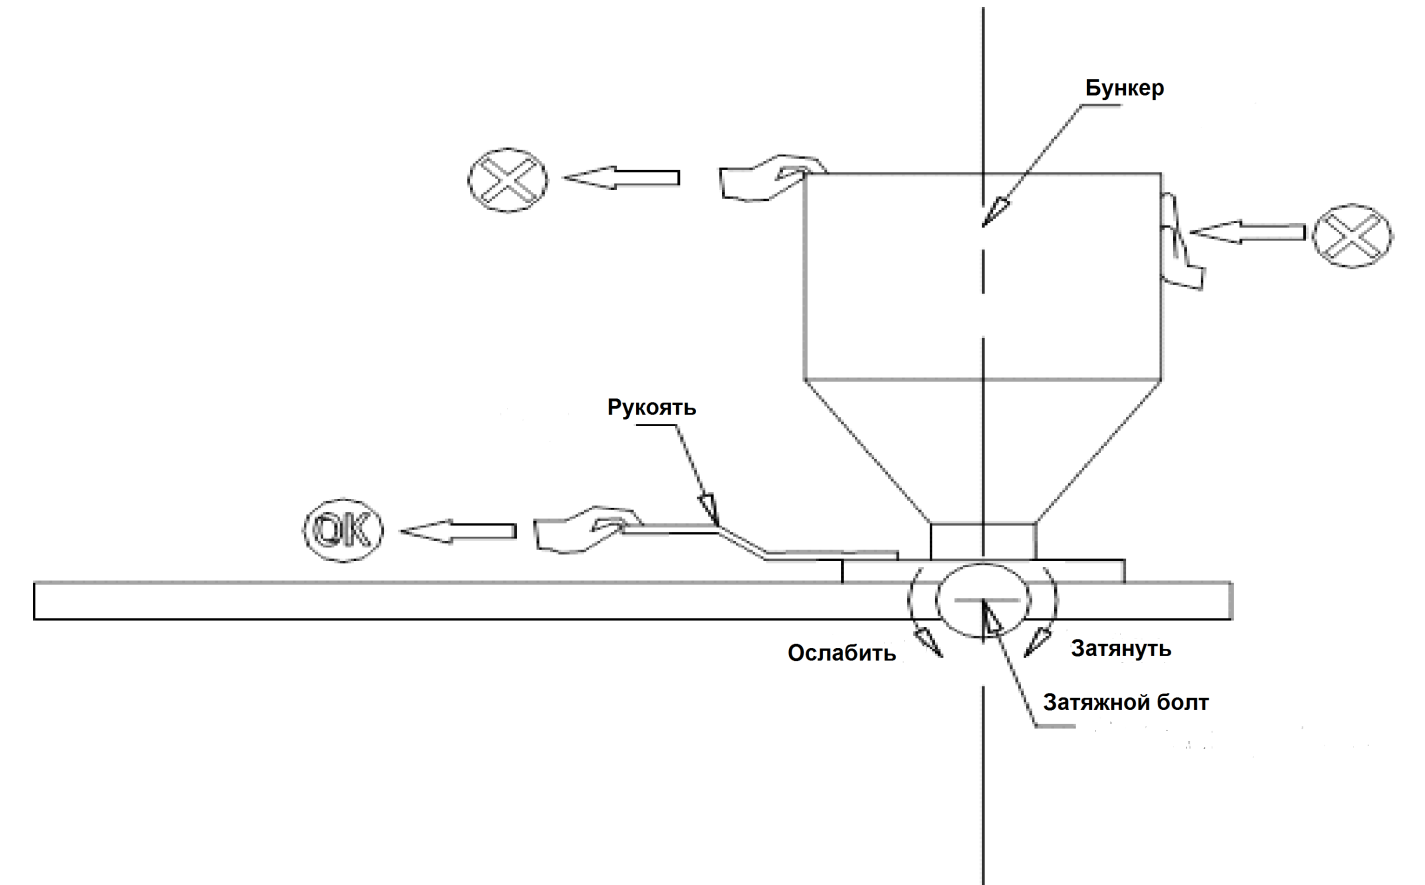 Бункер
Рукоять
OK
Ослабить
Затянуть
Затяжной болт